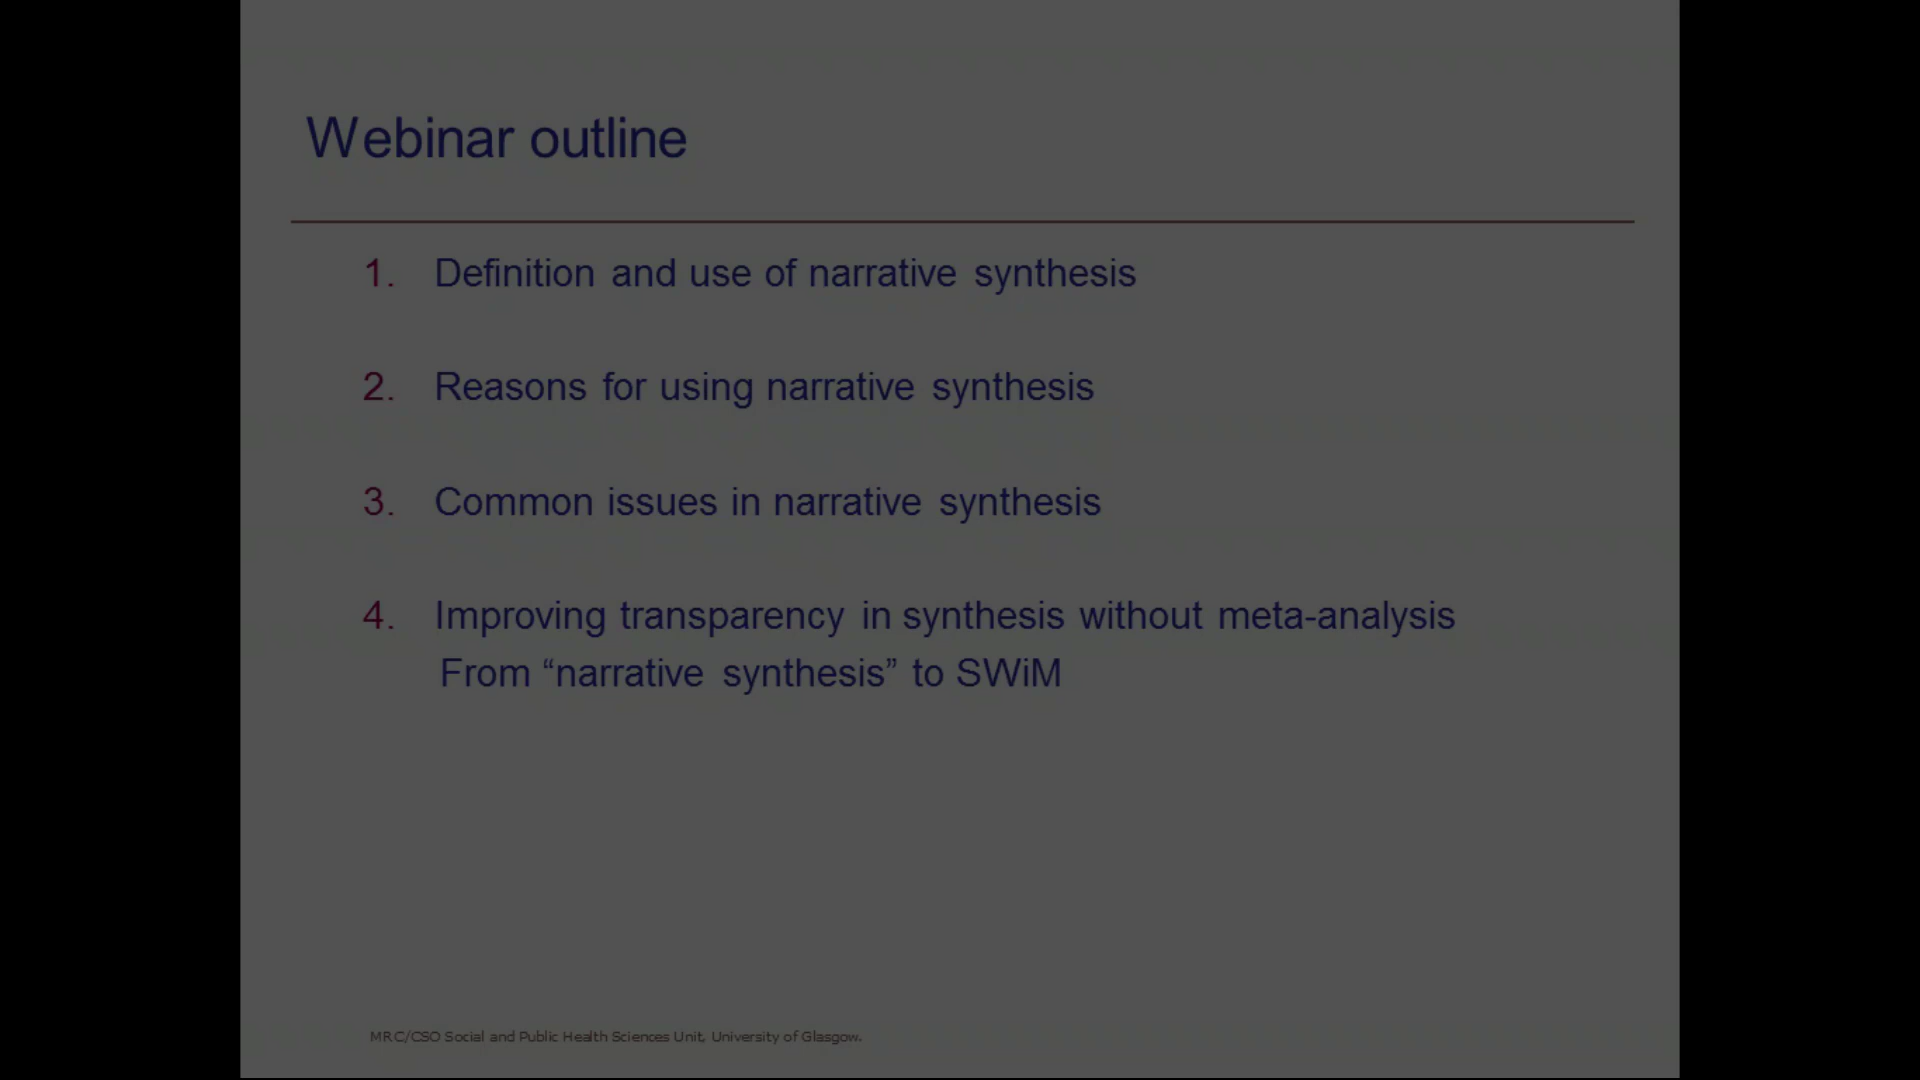 Webinar outline
1. Definition and use of narrative synthesis
2. Reasons for using narrative synthesis
3. Common issues in narrative synthesis
4. Improving transparency in synthesis without meta-analysis
From “narrative synthesis” to SWiM
MRC/CSO Social and Public Health Sciences Unit, University of Glasgow.